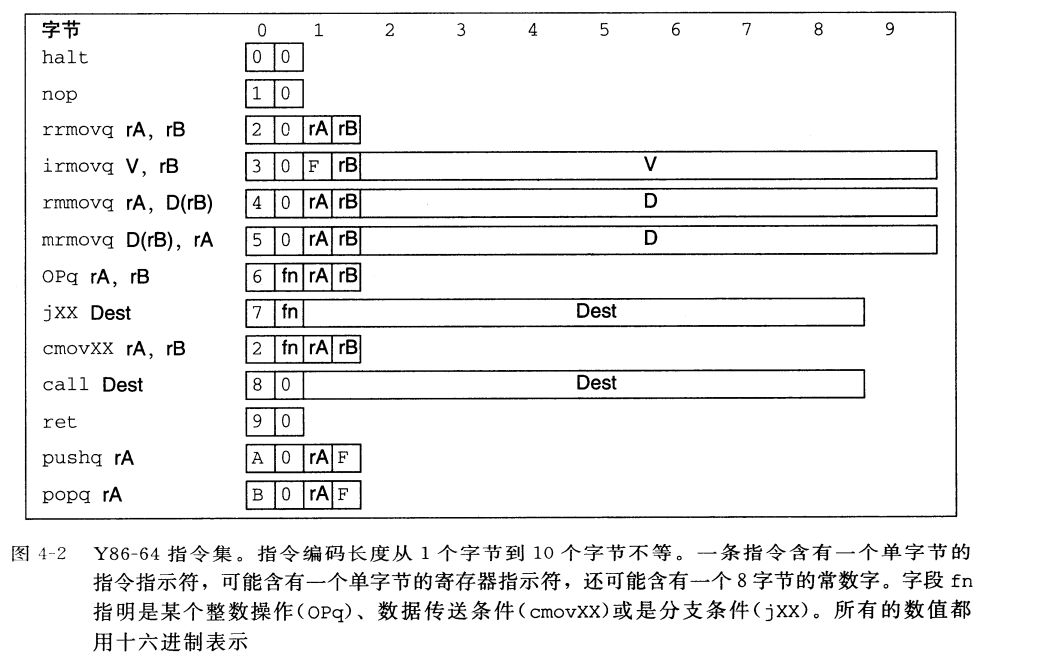 字节 0 1 2 3 4 5 6 7 8 9
halt 0 0
nop 1 0
rrmovq rA, rB 2 0 rA rB
irmovq V, rB 3 0 F rB V
rmmovq rA, D(rB) 4 0 rA rB D
mrmovq D(rB), rA 5 0 rA rB D
OPq rA, rB 6 fn rA rB
jXX Dest 7 fn Dest
cmovXX rA, rB 2 fn rA rB
call Dest 8 0 Dest
ret 9 0
pushq rA A 0 rA F
popq rA B 0 rA F
图 4-2 Y86-64 指令集。指令编码长度从 1 个字节到 10 个字节不等。一条指令含有一个单字节的
指令指示符，可能含有一个单字节的寄存器指示符，还可能含有一个 8 字节的常数字。字段 fn
指明是某个整数操作(OPq)、数据传送条件(cmovXX)或是分支条件(jXX)。所有的数值都
用十六进制表示